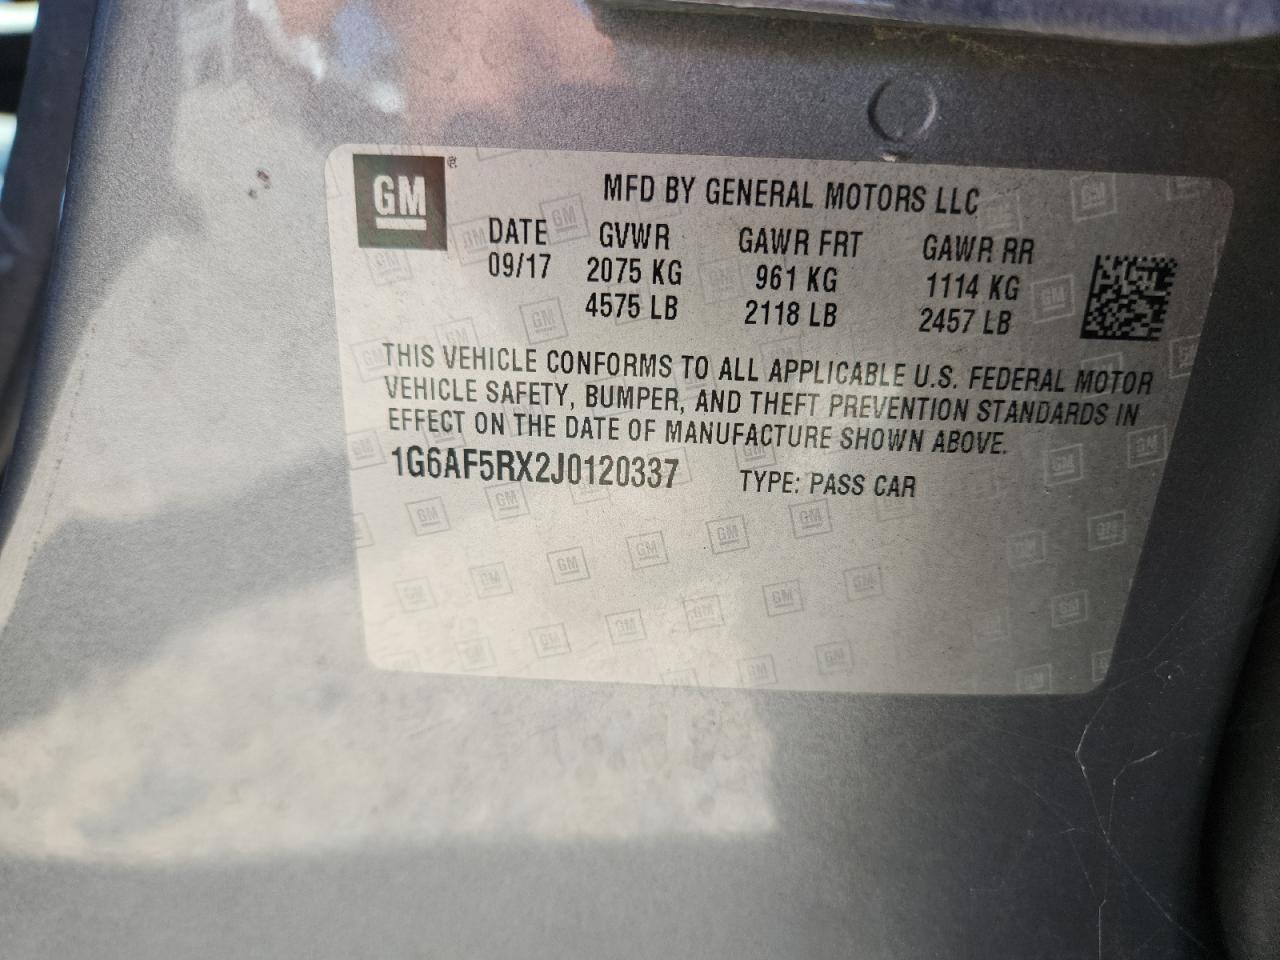 GM
MFD BY GENERAL MOTORS LLC
DATE GVWR GAWR FRT GAWR RR
09/17 2075 KG 961 KG 1114 KG
4575 LB 2118 LB 2457 LB
THIS VEHICLE CONFORMS TO ALL APPLICABLE U.S. FEDERAL MOTOR
VEHICLE SAFETY, BUMPER, AND THEFT PREVENTION STANDARDS IN
EFFECT ON THE DATE OF MANUFACTURE SHOWN ABOVE.
1G6AF5RX2J0120337 TYPE: PASS CAR